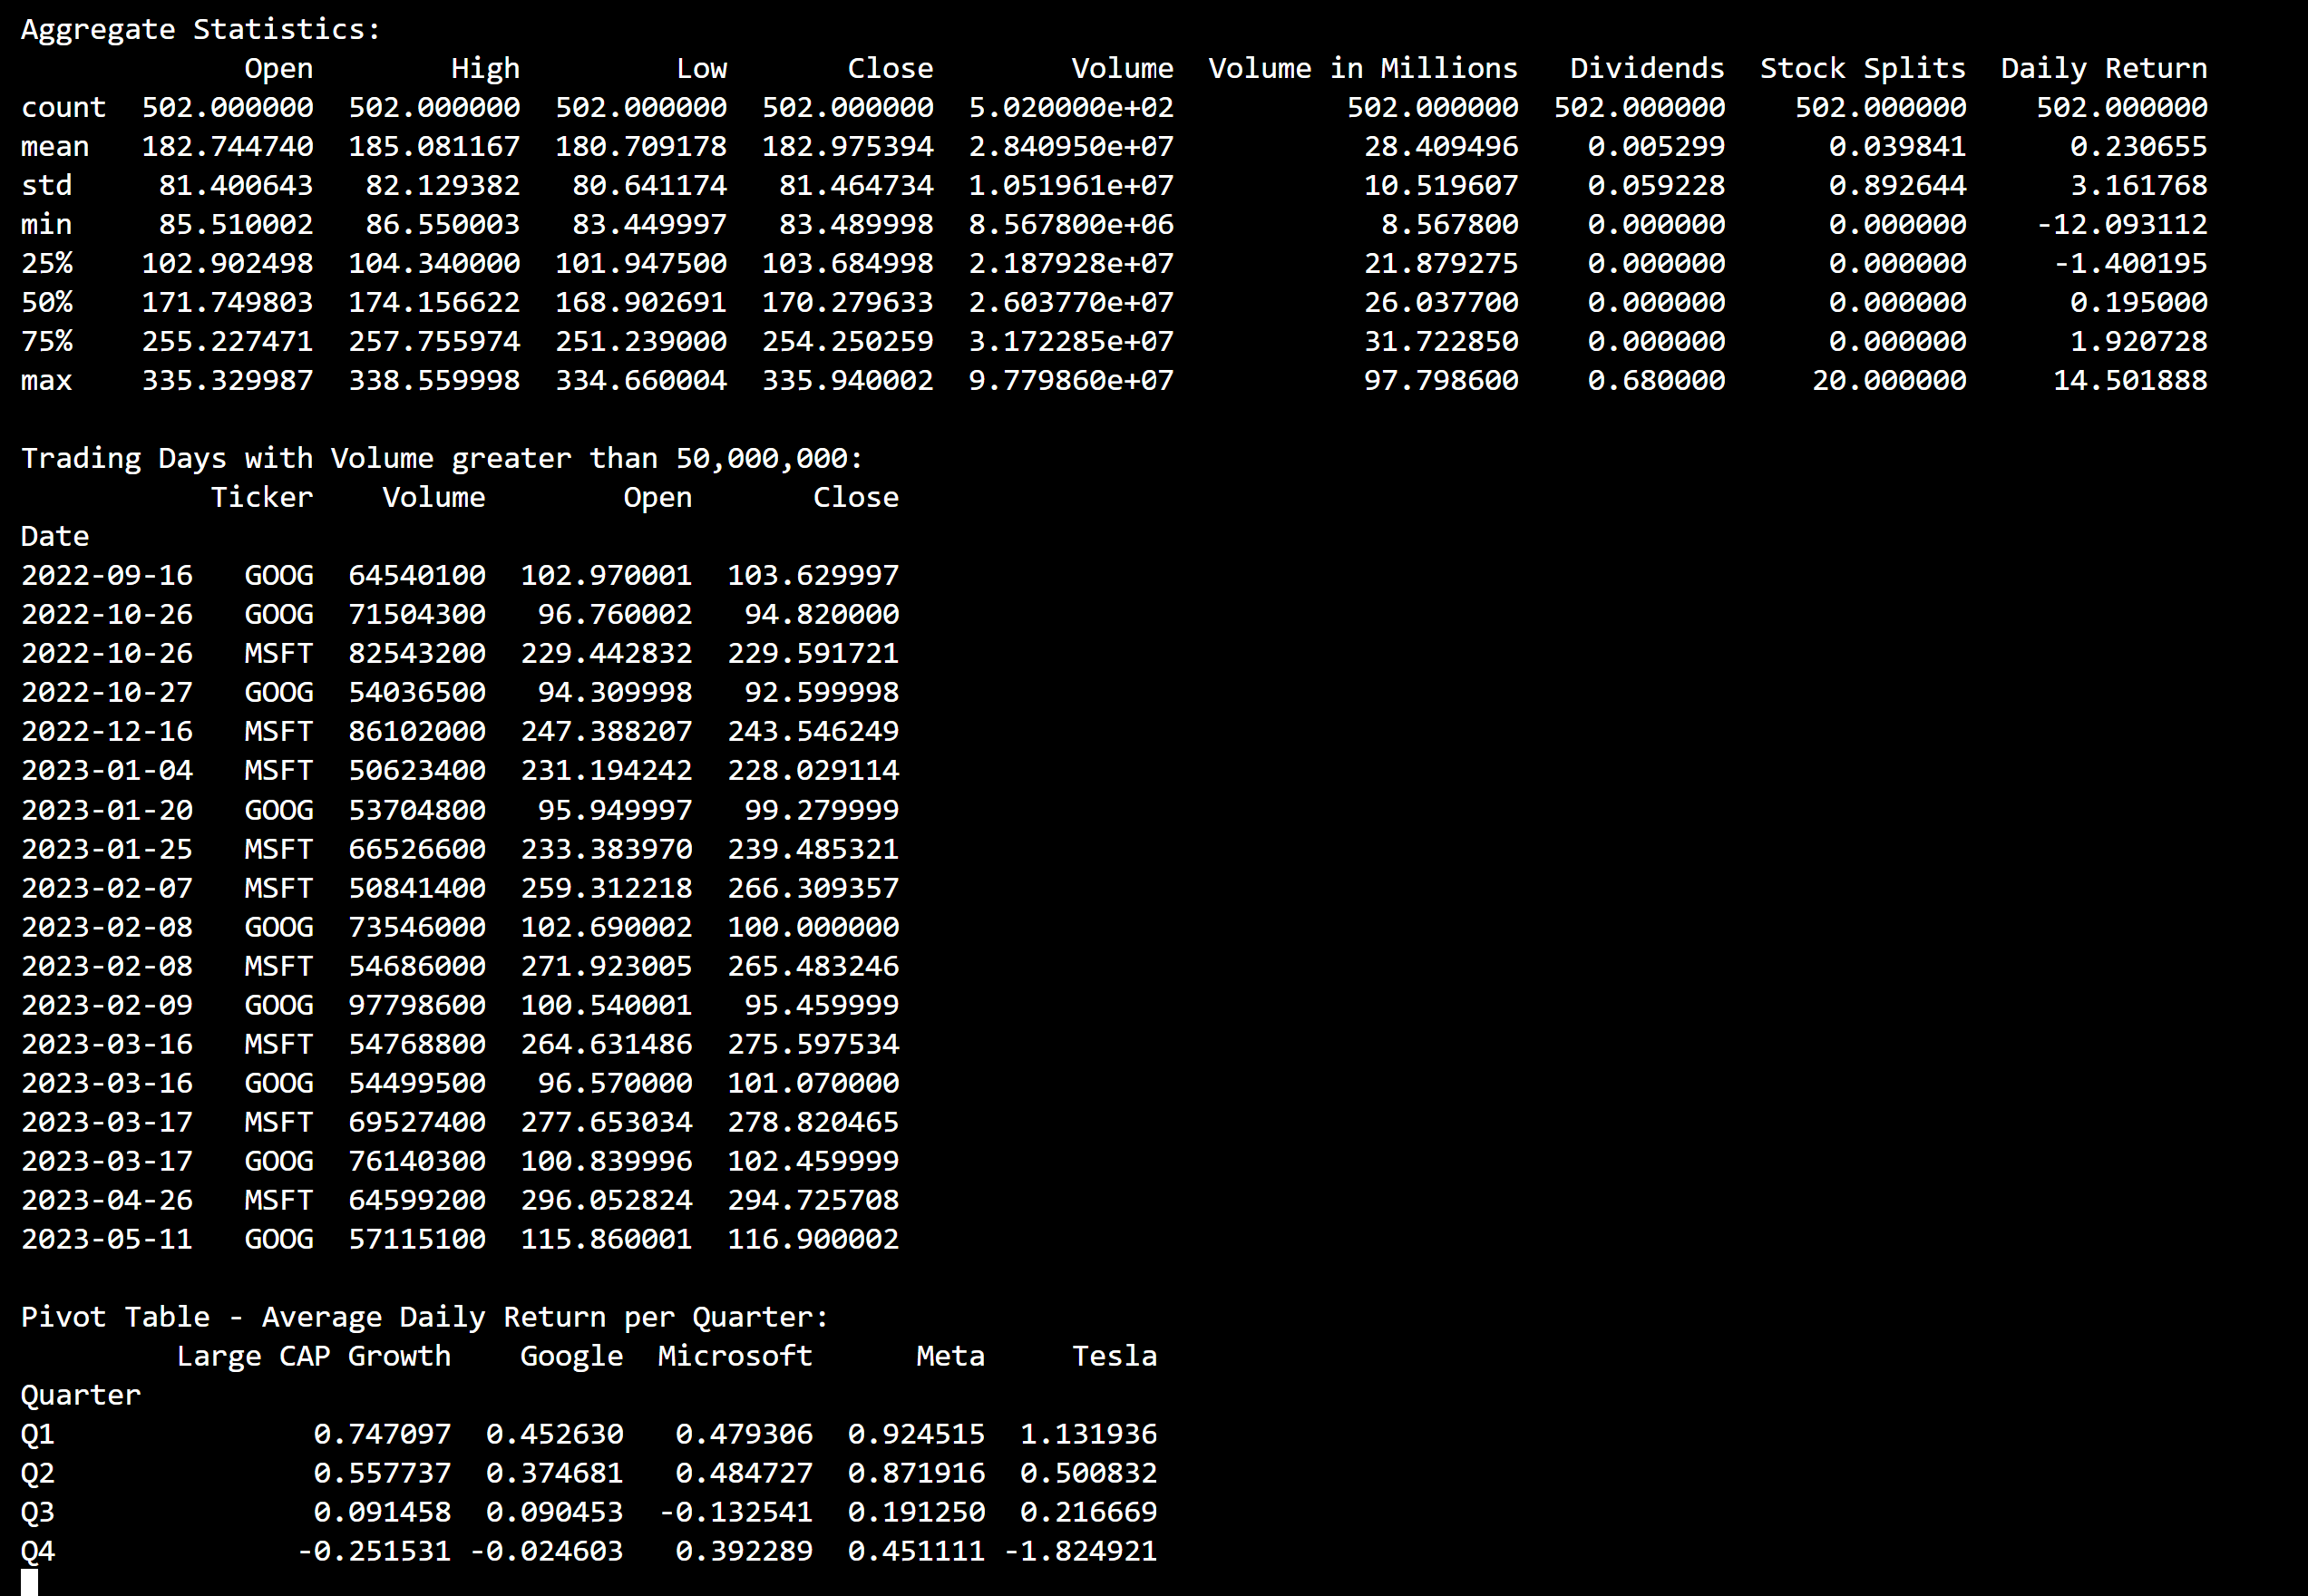 Aggregate Statistics:
             Open        High         Low       Close        Volume  Volume in Millions   Dividends  Stock Splits  Daily Return
count  502.000000  502.000000  502.000000  502.000000  5.020000e+02          502.000000  502.000000    502.000000    502.000000
mean   182.744740  185.081167  180.709178  182.975394  2.840950e+07           28.409496    0.005299      0.039841      0.230655
std     81.400643   82.129382   80.641174   81.464734  1.051961e+07           10.519607    0.059228      0.892644      3.161768
min     85.510002   86.550003   83.449997   83.489998  8.567800e+06            8.567800    0.000000      0.000000    -12.093112
25%    102.902498  104.340000  101.947500  103.684998  2.187928e+07           21.879275    0.000000      0.000000     -1.400195
50%    171.749803  174.156622  168.902691  170.279633  2.603770e+07           26.037700    0.000000      0.000000      0.195000
75%    255.227471  257.755974  251.239000  254.250259  3.172285e+07           31.722850    0.000000      0.000000      1.920728
max    335.329987  338.559998  334.660004  335.940002  9.779860e+07           97.798600    0.680000     20.000000     14.501888

Trading Days with Volume greater than 50,000,000:
           Ticker    Volume        Open       Close
Date
2022-09-16   GOOG  64540100  102.970001  103.629997
2022-10-26   GOOG  71504300   96.760002   94.820000
2022-10-26   MSFT  82543200  229.442832  229.591721
2022-10-27   GOOG  54036500   94.309998   92.599998
2022-12-16   MSFT  86102000  247.388207  243.546249
2023-01-04   MSFT  50623400  231.194242  228.029114
2023-01-20   GOOG  53704800   95.949997   99.279999
2023-01-25   MSFT  66526600  233.383970  239.485321
2023-02-07   MSFT  50841400  259.312218  266.309357
2023-02-08   GOOG  73546000  102.690002  100.000000
2023-02-08   MSFT  54686000  271.923005  265.483246
2023-02-09   GOOG  97798600  100.540001   95.459999
2023-03-16   MSFT  54768800  264.631486  275.597534
2023-03-16   GOOG  54499500   96.570000  101.070000
2023-03-17   MSFT  69527400  277.653034  278.820465
2023-03-17   GOOG  76140300  100.839996  102.459999
2023-04-26   MSFT  64599200  296.052824  294.725708
2023-05-11   GOOG  57115100  115.860001  116.900002

Pivot Table - Average Daily Return per Quarter:
         Large CAP Growth    Google  Microsoft      Meta     Tesla
Quarter
Q1               0.747097  0.452630   0.479306  0.924515  1.131936
Q2               0.557737  0.374681   0.484727  0.871916  0.500832
Q3               0.091458  0.090453  -0.132541  0.191250  0.216669
Q4              -0.251531 -0.024603   0.392289  0.451111 -1.824921